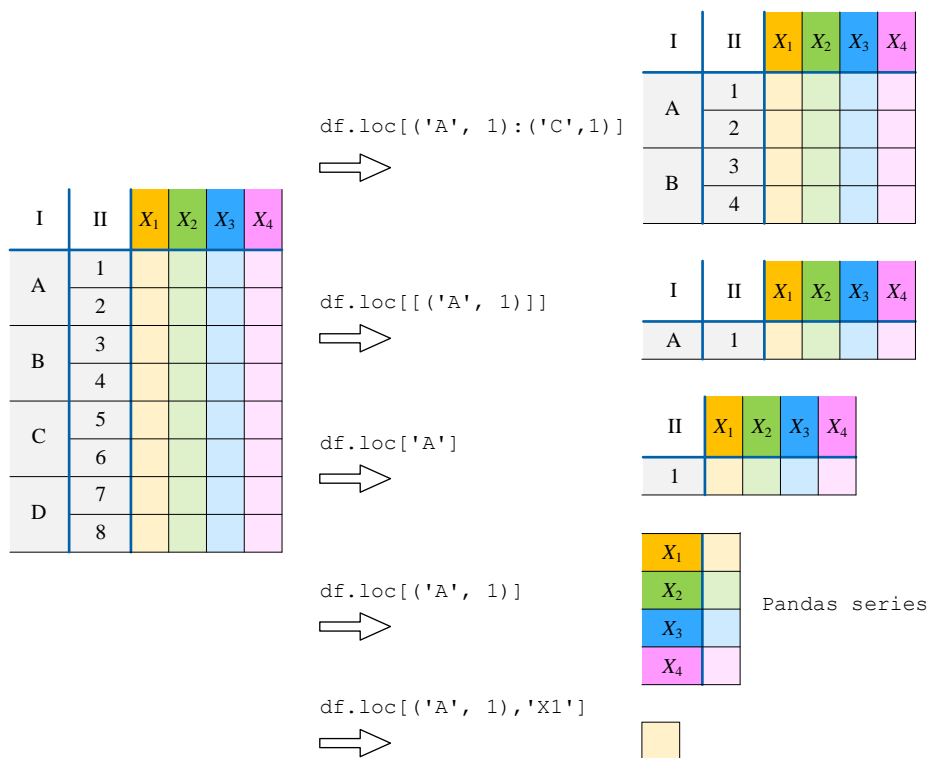 I II X1 X2 X3 X4
A 1
2
B 3
4
C 5
6
D 7
8
df.loc[('A', 1):('C',1)]
I II X1 X2 X3 X4
A 1
2
B 3
4
df.loc[[('A', 1)]]
I II X1 X2 X3 X4
A 1
df.loc['A']
II X1 X2 X3 X4
1
df.loc[('A', 1)]
X1
X2
X3
X4
Pandas series
df.loc[('A', 1),'X1']